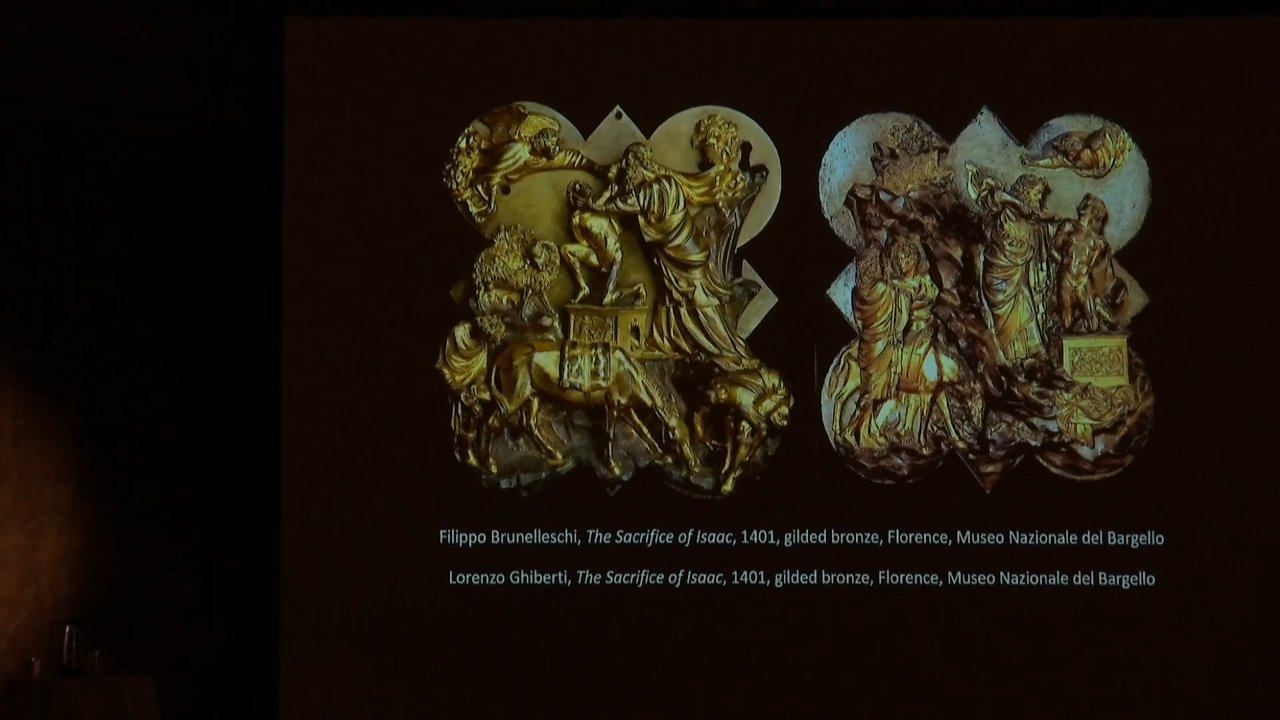 Filippo Brunelleschi, The Sacrifice of Isaac, 1401, gilded bronze, Florence, Museo Nazionale del Bargello
Lorenzo Ghiberti, The Sacrifice of Isaac, 1401, gilded bronze, Florence, Museo Nazionale del Bargello